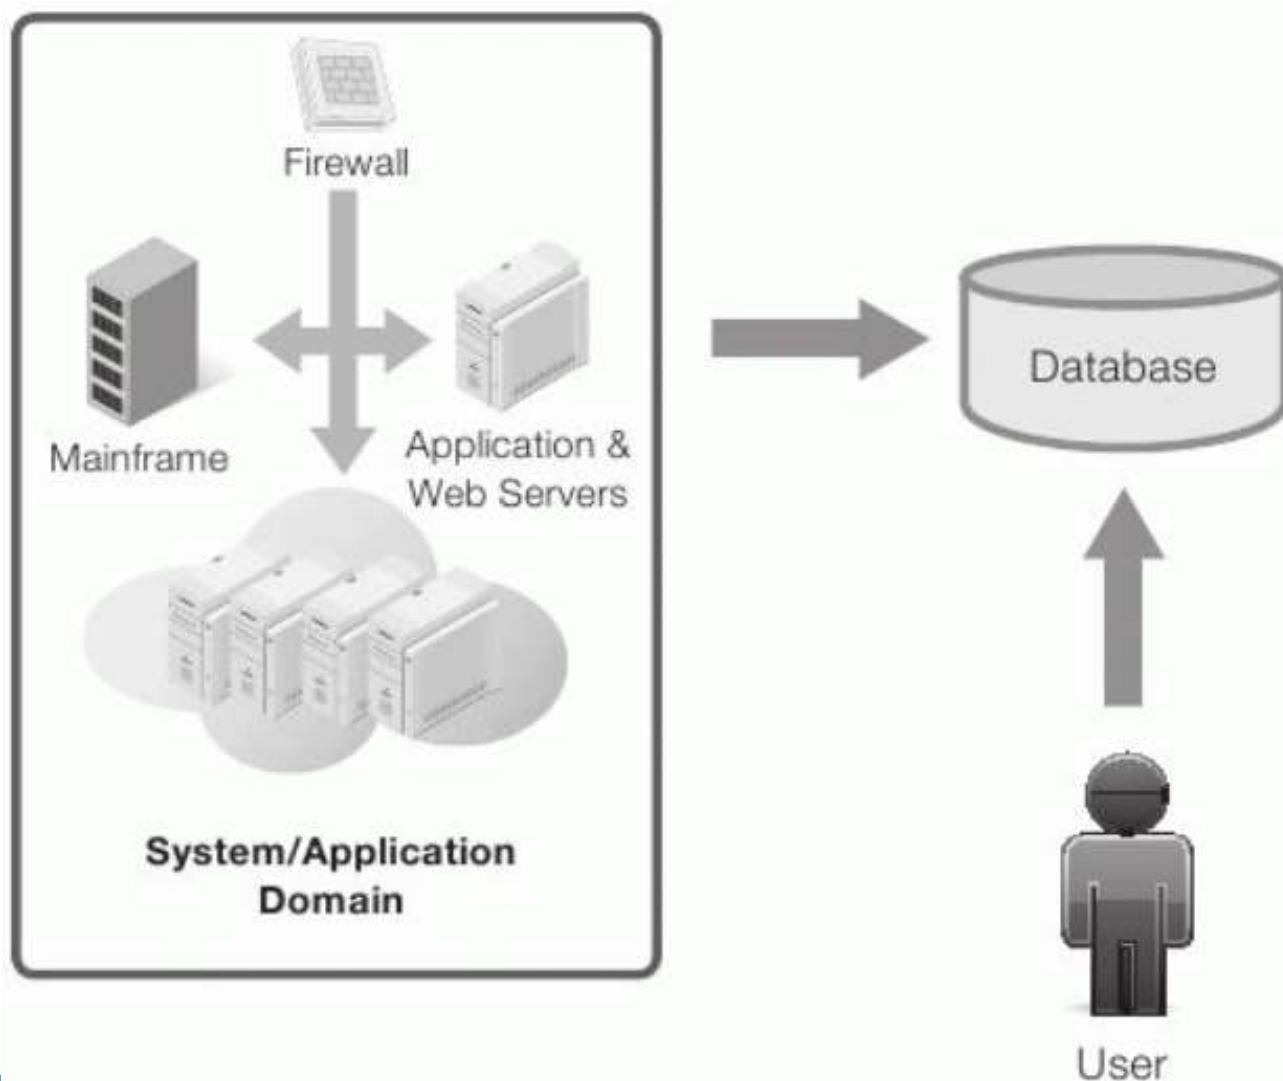 Firewall
Mainframe
Application &
Web Servers
System/Application
Domain
Database
User